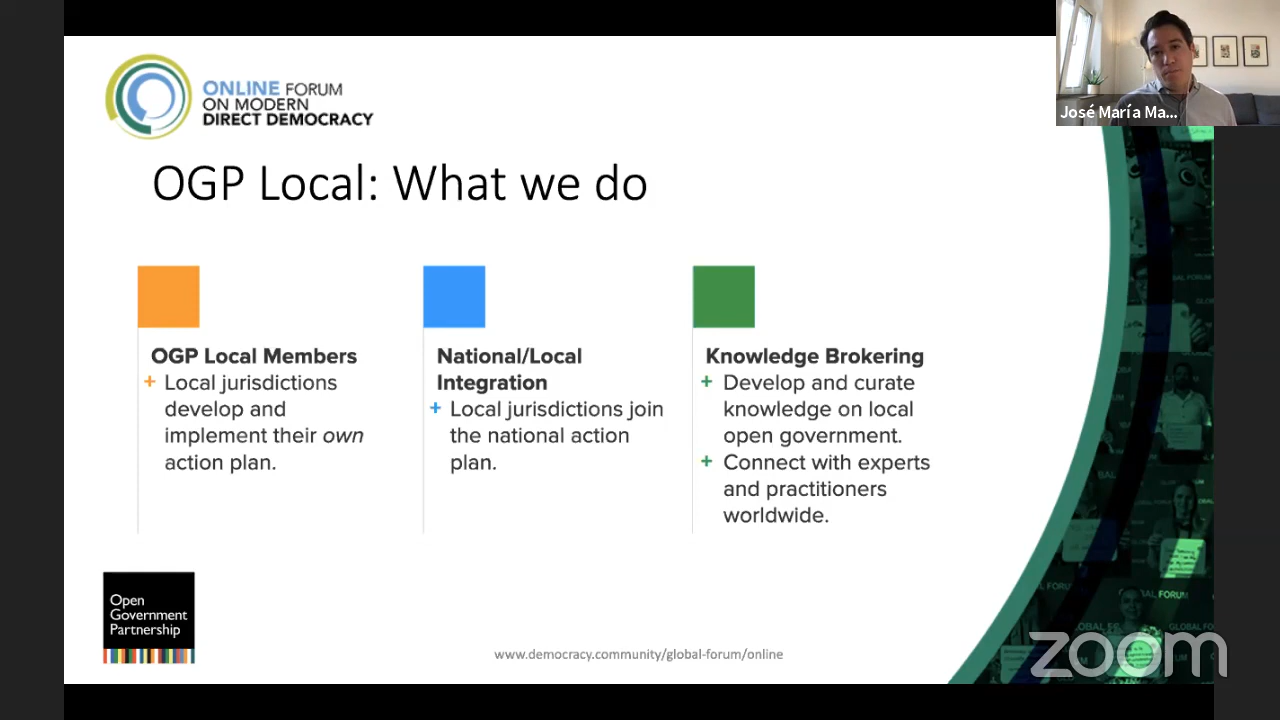 José María Ma...
ONLINE FORUM
ON MODERN
DIRECT DEMOCRACY
OGP Local: What we do
OGP Local Members
+ Local jurisdictions
develop and
implement their own
action plan.
National/Local
Integration
+ Local jurisdictions join
the national action
plan.
Knowledge Brokering
+ Develop and curate
knowledge on local
open government.
+ Connect with experts
and practitioners
worldwide.
Open
Government
Partnership
www.democracy.community/global-forum/online
zoom